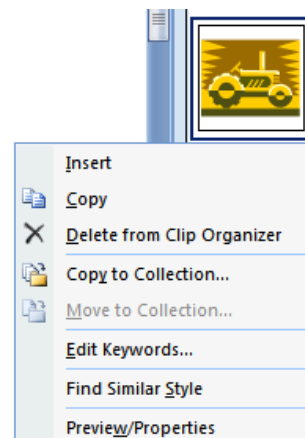 Insert
Copy
Delete from Clip Organizer
Copy to Collection...
Move to Collection...
Edit Keywords...
Find Similar Style
Preview/Properties